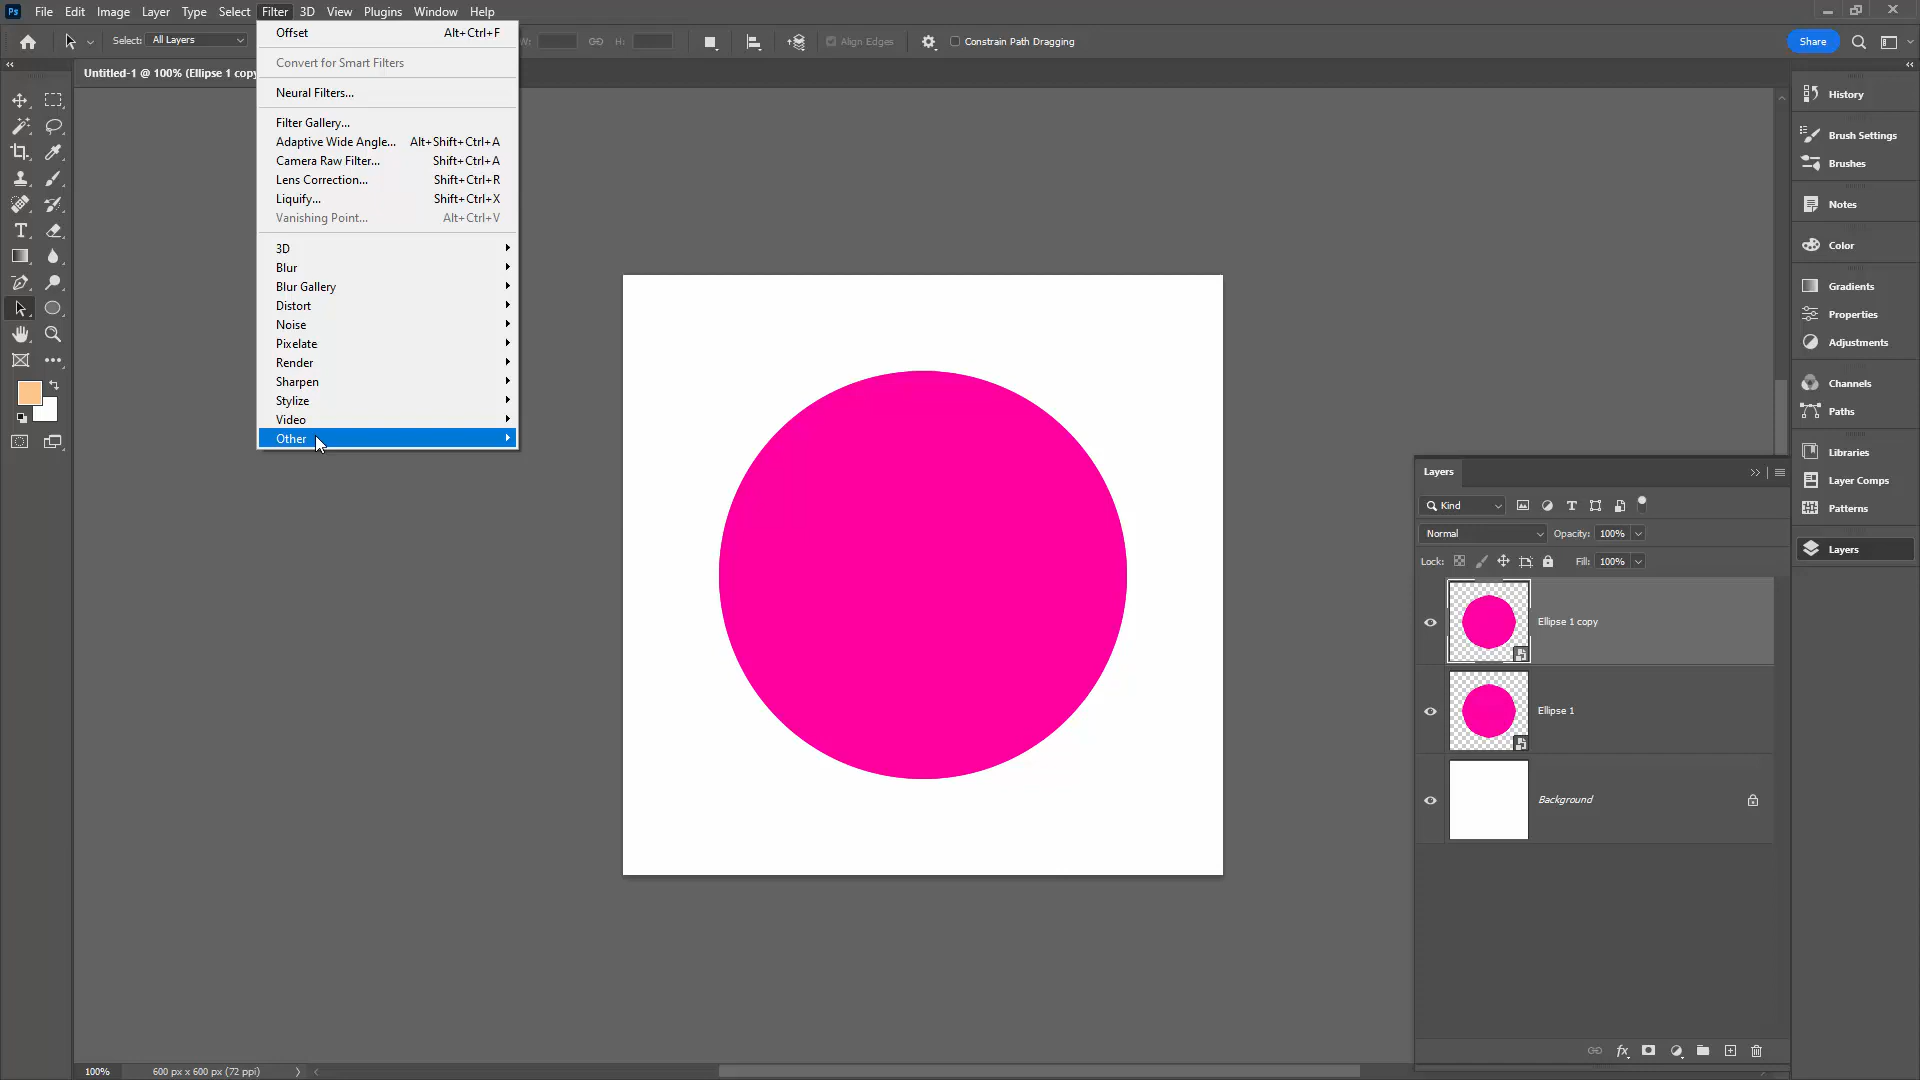 Ps File Edit Image Layer Type Select Filter 3D View Plugins Window Help
Select: All Layers W: H: Align Edges Constrain Path Dragging Share
Untitled-1 @ 100% (Ellipse 1 copy
Offset Alt+Ctrl+F
Convert for Smart Filters
Neural Filters...
Filter Gallery...
Adaptive Wide Angle... Alt+Shift+Ctrl+A
Camera Raw Filter... Shift+Ctrl+A
Lens Correction... Shift+Ctrl+R
Liquify... Shift+Ctrl+X
Vanishing Point... Alt+Ctrl+V
3D
Blur
Blur Gallery
Distort
Noise
Pixelate
Render
Sharpen
Stylize
Video
Other
History
Brush Settings
Brushes
Notes
Color
Gradients
Properties
Adjustments
Channels
Paths
Libraries
Layer Comps
Patterns
Layers
Layers
Kind
Normal Opacity: 100%
Lock: Fill: 100%
Ellipse 1 copy
Ellipse 1
Background
fx
100% 600 px x 600 px (72 ppi)